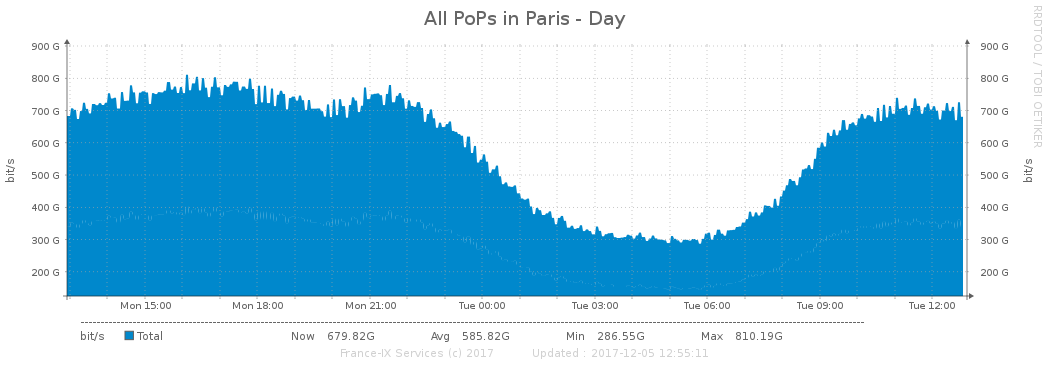 All PoPs in Paris - Day
RRDTOOL / TOBI OETIKER
900 G 900 G
800 G 800 G
700 G 700 G
600 G 600 G
500 G 500 G
400 G 400 G
300 G 300 G
200 G 200 G
bit/s bit/s
Mon 15:00 Mon 18:00 Mon 21:00 Tue 00:00 Tue 03:00 Tue 06:00 Tue 09:00 Tue 12:00
bit/s Total Now 679.82G Avg 585.82G Min 286.55G Max 810.19G
France-IX Services (c) 2017 Updated : 2017-12-05 12:55:11